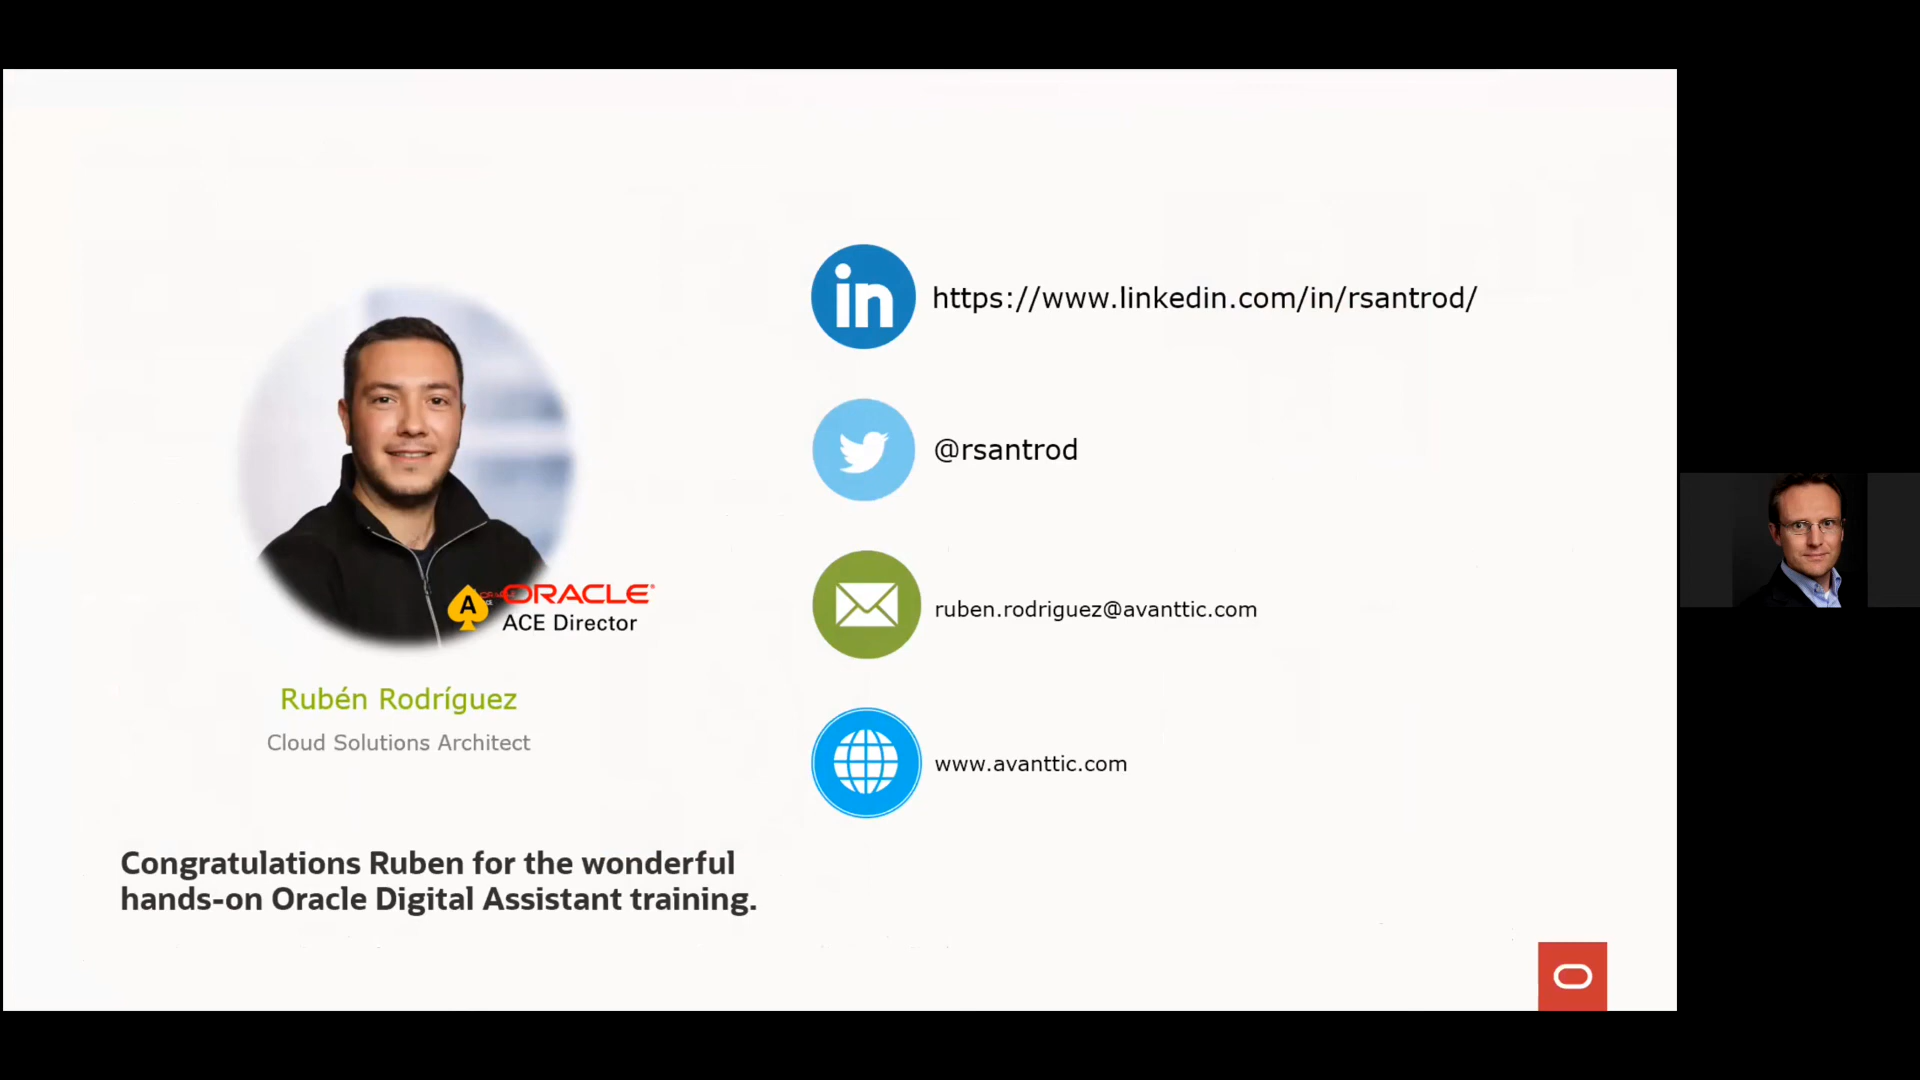 in
https://www.linkedin.com/in/rsantrod/
@rsantrod
A
ORACLE
ACE Director
ruben.rodriguez@avanttic.com
Rubén Rodríguez
Cloud Solutions Architect
www.avanttic.com
Congratulations Ruben for the wonderful
hands-on Oracle Digital Assistant training.